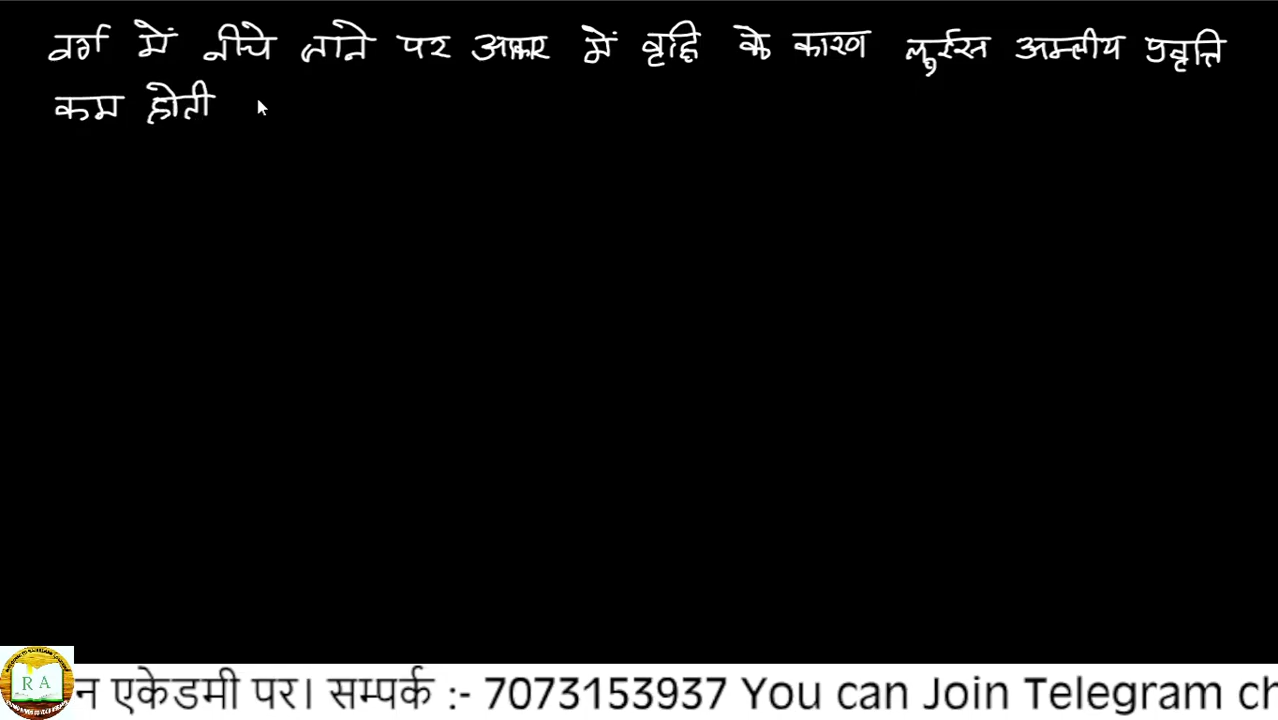 वर्ग में नीचे जाने पर आकार में वृद्धि के कारण लुईस अम्लीय प्रवृत्ति
कम होती
R A
न एकेडमी पर। सम्पर्क :- 7073153937 You can Join Telegram ch